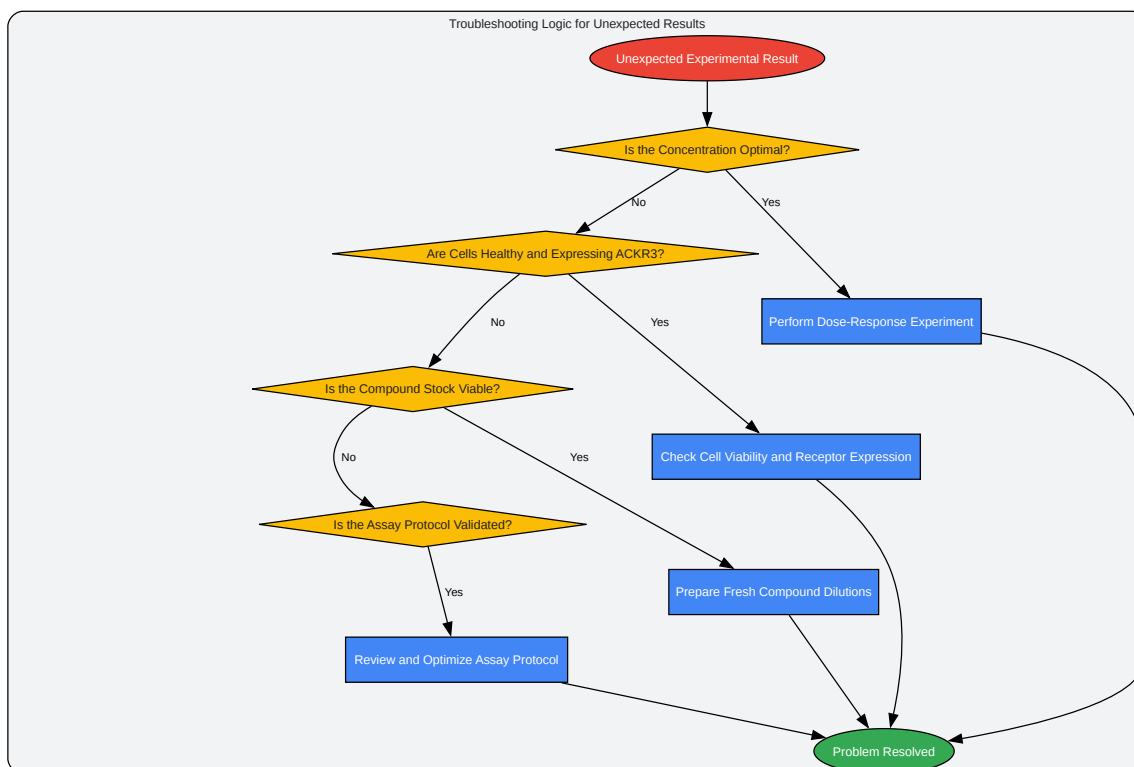 Troubleshooting Logic for Unexpected Results
Unexpected Experimental Result
Is the Concentration Optimal?
No
Yes
Are Cells Healthy and Expressing ACKR3?
Perform Dose-Response Experiment
No
Yes
Is the Compound Stock Viable?
Check Cell Viability and Receptor Expression
No
Yes
Is the Assay Protocol Validated?
Prepare Fresh Compound Dilutions
Yes
Review and Optimize Assay Protocol
Problem Resolved